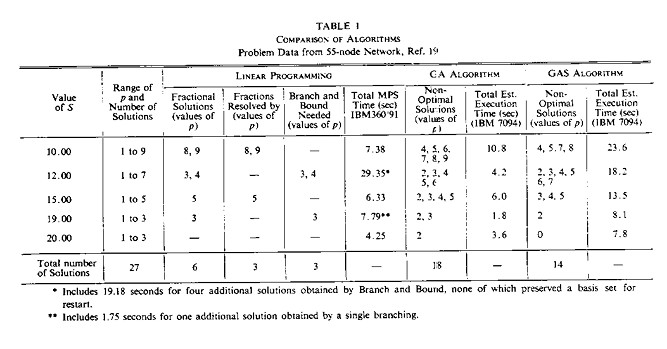 TABLE 1
COMPARISON OF ALGORITHMS
Problem Data from 55-node Network, Ref. 19
LINEAR PROGRAMMING GA ALGORITHM GAS ALGORITHM
Value of S Range of p and Number of Solutions Fractional Solutions (values of p) Fractions Resolved by (values of p) Branch and Bound Needed (values of p) Total MPS Time (sec) IBM360'91 Non-Optimal Solutions (values of p) Total Est. Execution Time (sec) (IBM 7094) Non-Optimal Solutions (values of p) Total Est. Execution Time (sec) (IBM 7094)
10.00 1 to 9 8, 9 8, 9 — 7.38 4, 5, 6, 7, 8, 9 10.8 4, 5, 7, 8 23.6
12.00 1 to 7 3, 4 — 3, 4 29.35* 2, 3, 4 5, 6 4.2 2, 3, 4, 5 6, 7 18.2
15.00 1 to 5 5 5 6.33 2, 3, 4, 5 6.0 3, 4, 5 13.5
19.00 1 to 3 3 — 3 7.79** 2, 3 1.8 2 8.1
20.00 1 to 3 — — — 4.25 2 3.6 0 7.8
Total number of Solutions 27 6 3 3 — 18 — 14 —
* Includes 19.18 seconds for four additional solutions obtained by Branch and Bound, none of which preserved a basis set for
restart.
** Includes 1.75 seconds for one additional solution obtained by a single branching.